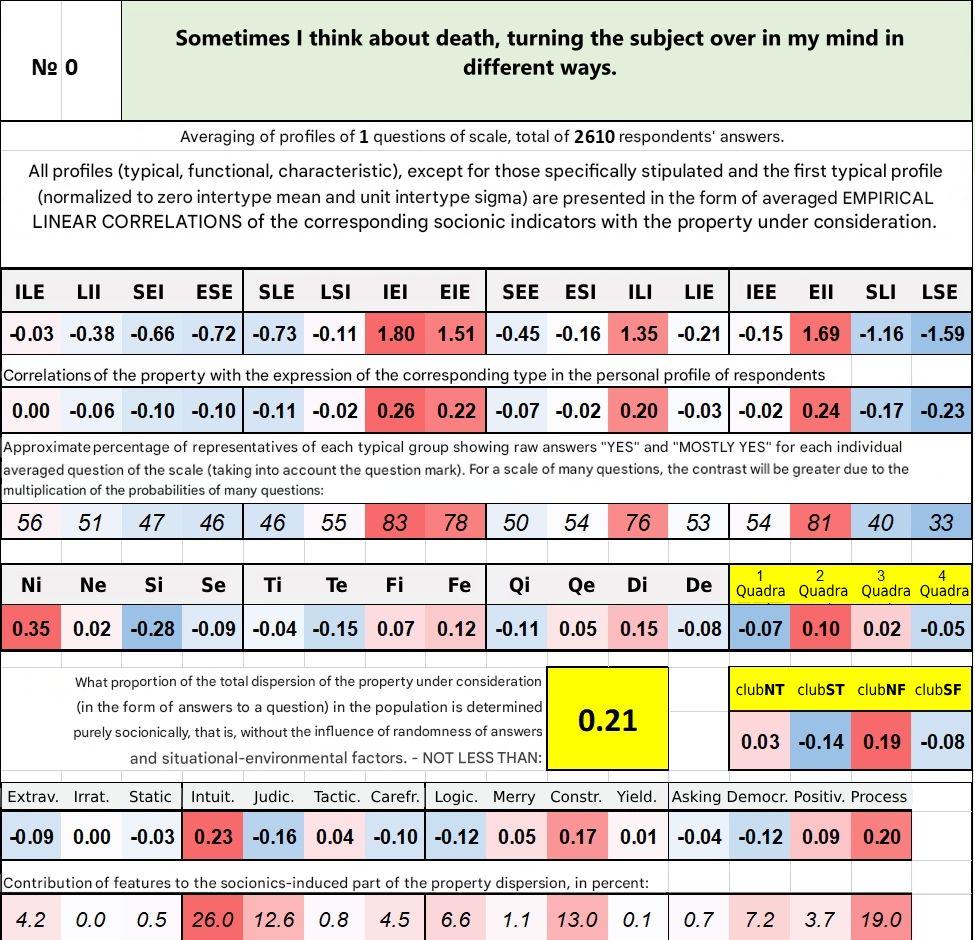 № 0
Sometimes I think about death, turning the subject over in my mind in
different ways.
Averaging of profiles of 1 questions of scale, total of 2610 respondents' answers.
All profiles (typical, functional, characteristic), except for those specifically stipulated and the first typical profile
(normalized to zero intertype mean and unit intertype sigma) are presented in the form of averaged EMPIRICAL
LINEAR CORRELATIONS of the corresponding socionic indicators with the property under consideration.
ILE LII SEI ESE SLE LSI IEI EIE SEE ESI ILI LIE IEE EII SLI LSE
-0.03 -0.38 -0.66 -0.72 -0.73 -0.11 1.80 1.51 -0.45 -0.16 1.35 -0.21 -0.15 1.69 -1.16 -1.59
Correlations of the property with the expression of the corresponding type in the personal profile of respondents
0.00 -0.06 -0.10 -0.10 -0.11 -0.02 0.26 0.22 -0.07 -0.02 0.20 -0.03 -0.02 0.24 -0.17 -0.23
Approximate percentage of representatives of each typical group showing raw answers "YES" and "MOSTLY YES" for each individual
averaged question of the scale (taking into account the question mark). For a scale of many questions, the contrast will be greater due to the
multiplication of the probabilities of many questions:
56 51 47 46 46 55 83 78 50 54 76 53 54 81 40 33
Ni Ne Si Se Ti Te Fi Fe Qi Qe Di De 1 2 3 4
Quadra Quadra Quadra Quadra
0.35 0.02 -0.28 -0.09 -0.04 -0.15 0.07 0.12 -0.11 0.05 0.15 -0.08 -0.07 0.10 0.02 -0.05
What proportion of the total dispersion of the property under consideration
(in the form of answers to a question) in the population is determined
purely socionically, that is, without the influence of randomness of answers
and situational-environmental factors. - NOT LESS THAN:
0.21
clubNT clubST clubNF clubSF
0.03 -0.14 0.19 -0.08
Extrav. Irrat. Static Intuit. Judic. Tactic. Carefr. Logic. Merry Constr. Yield. Asking Democr. Positiv. Process
-0.09 0.00 -0.03 0.23 -0.16 0.04 -0.10 -0.12 0.05 0.17 0.01 -0.04 -0.12 0.09 0.20
Contribution of features to the socionics-induced part of the property dispersion, in percent:
4.2 0.0 0.5 26.0 12.6 0.8 4.5 6.6 1.1 13.0 0.1 0.7 7.2 3.7 19.0